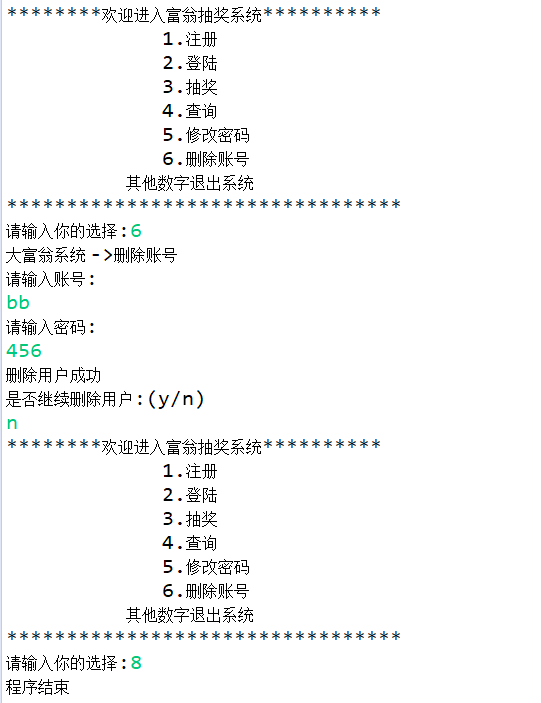 ********欢迎进入富翁抽奖系统**********
1.注册
2.登陆
3.抽奖
4.查询
5.修改密码
6.删除账号
其他数字退出系统
*********************************
请输入你的选择:6
大富翁系统->删除账号
请输入账号:
bb
请输入密码:
456
删除用户成功
是否继续删除用户:(y/n)
n
********欢迎进入富翁抽奖系统**********
1.注册
2.登陆
3.抽奖
4.查询
5.修改密码
6.删除账号
其他数字退出系统
*********************************
请输入你的选择:8
程序结束